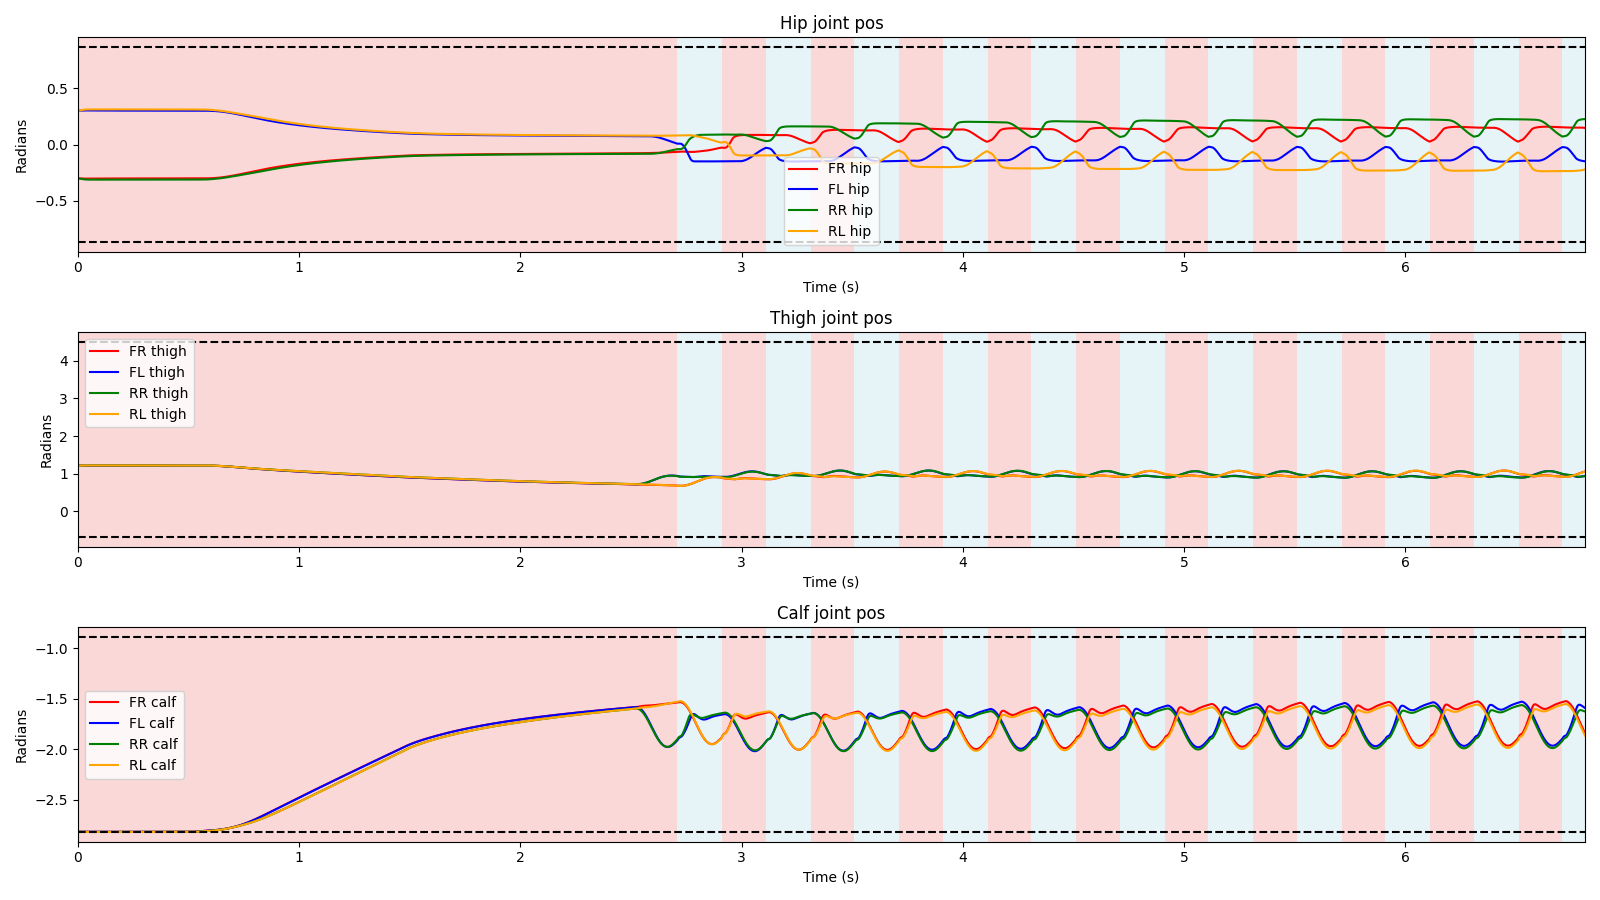 Hip joint pos
Radians
0.5
0.0
−0.5
FR hip
FL hip
RR hip
RL hip
0 1 2 3 4 5 6
Time (s)
Thigh joint pos
Radians
4
3
2
1
0
FR thigh
FL thigh
RR thigh
RL thigh
0 1 2 3 4 5 6
Time (s)
Calf joint pos
Radians
−1.0
−1.5
−2.0
−2.5
FR calf
FL calf
RR calf
RL calf
0 1 2 3 4 5 6
Time (s)